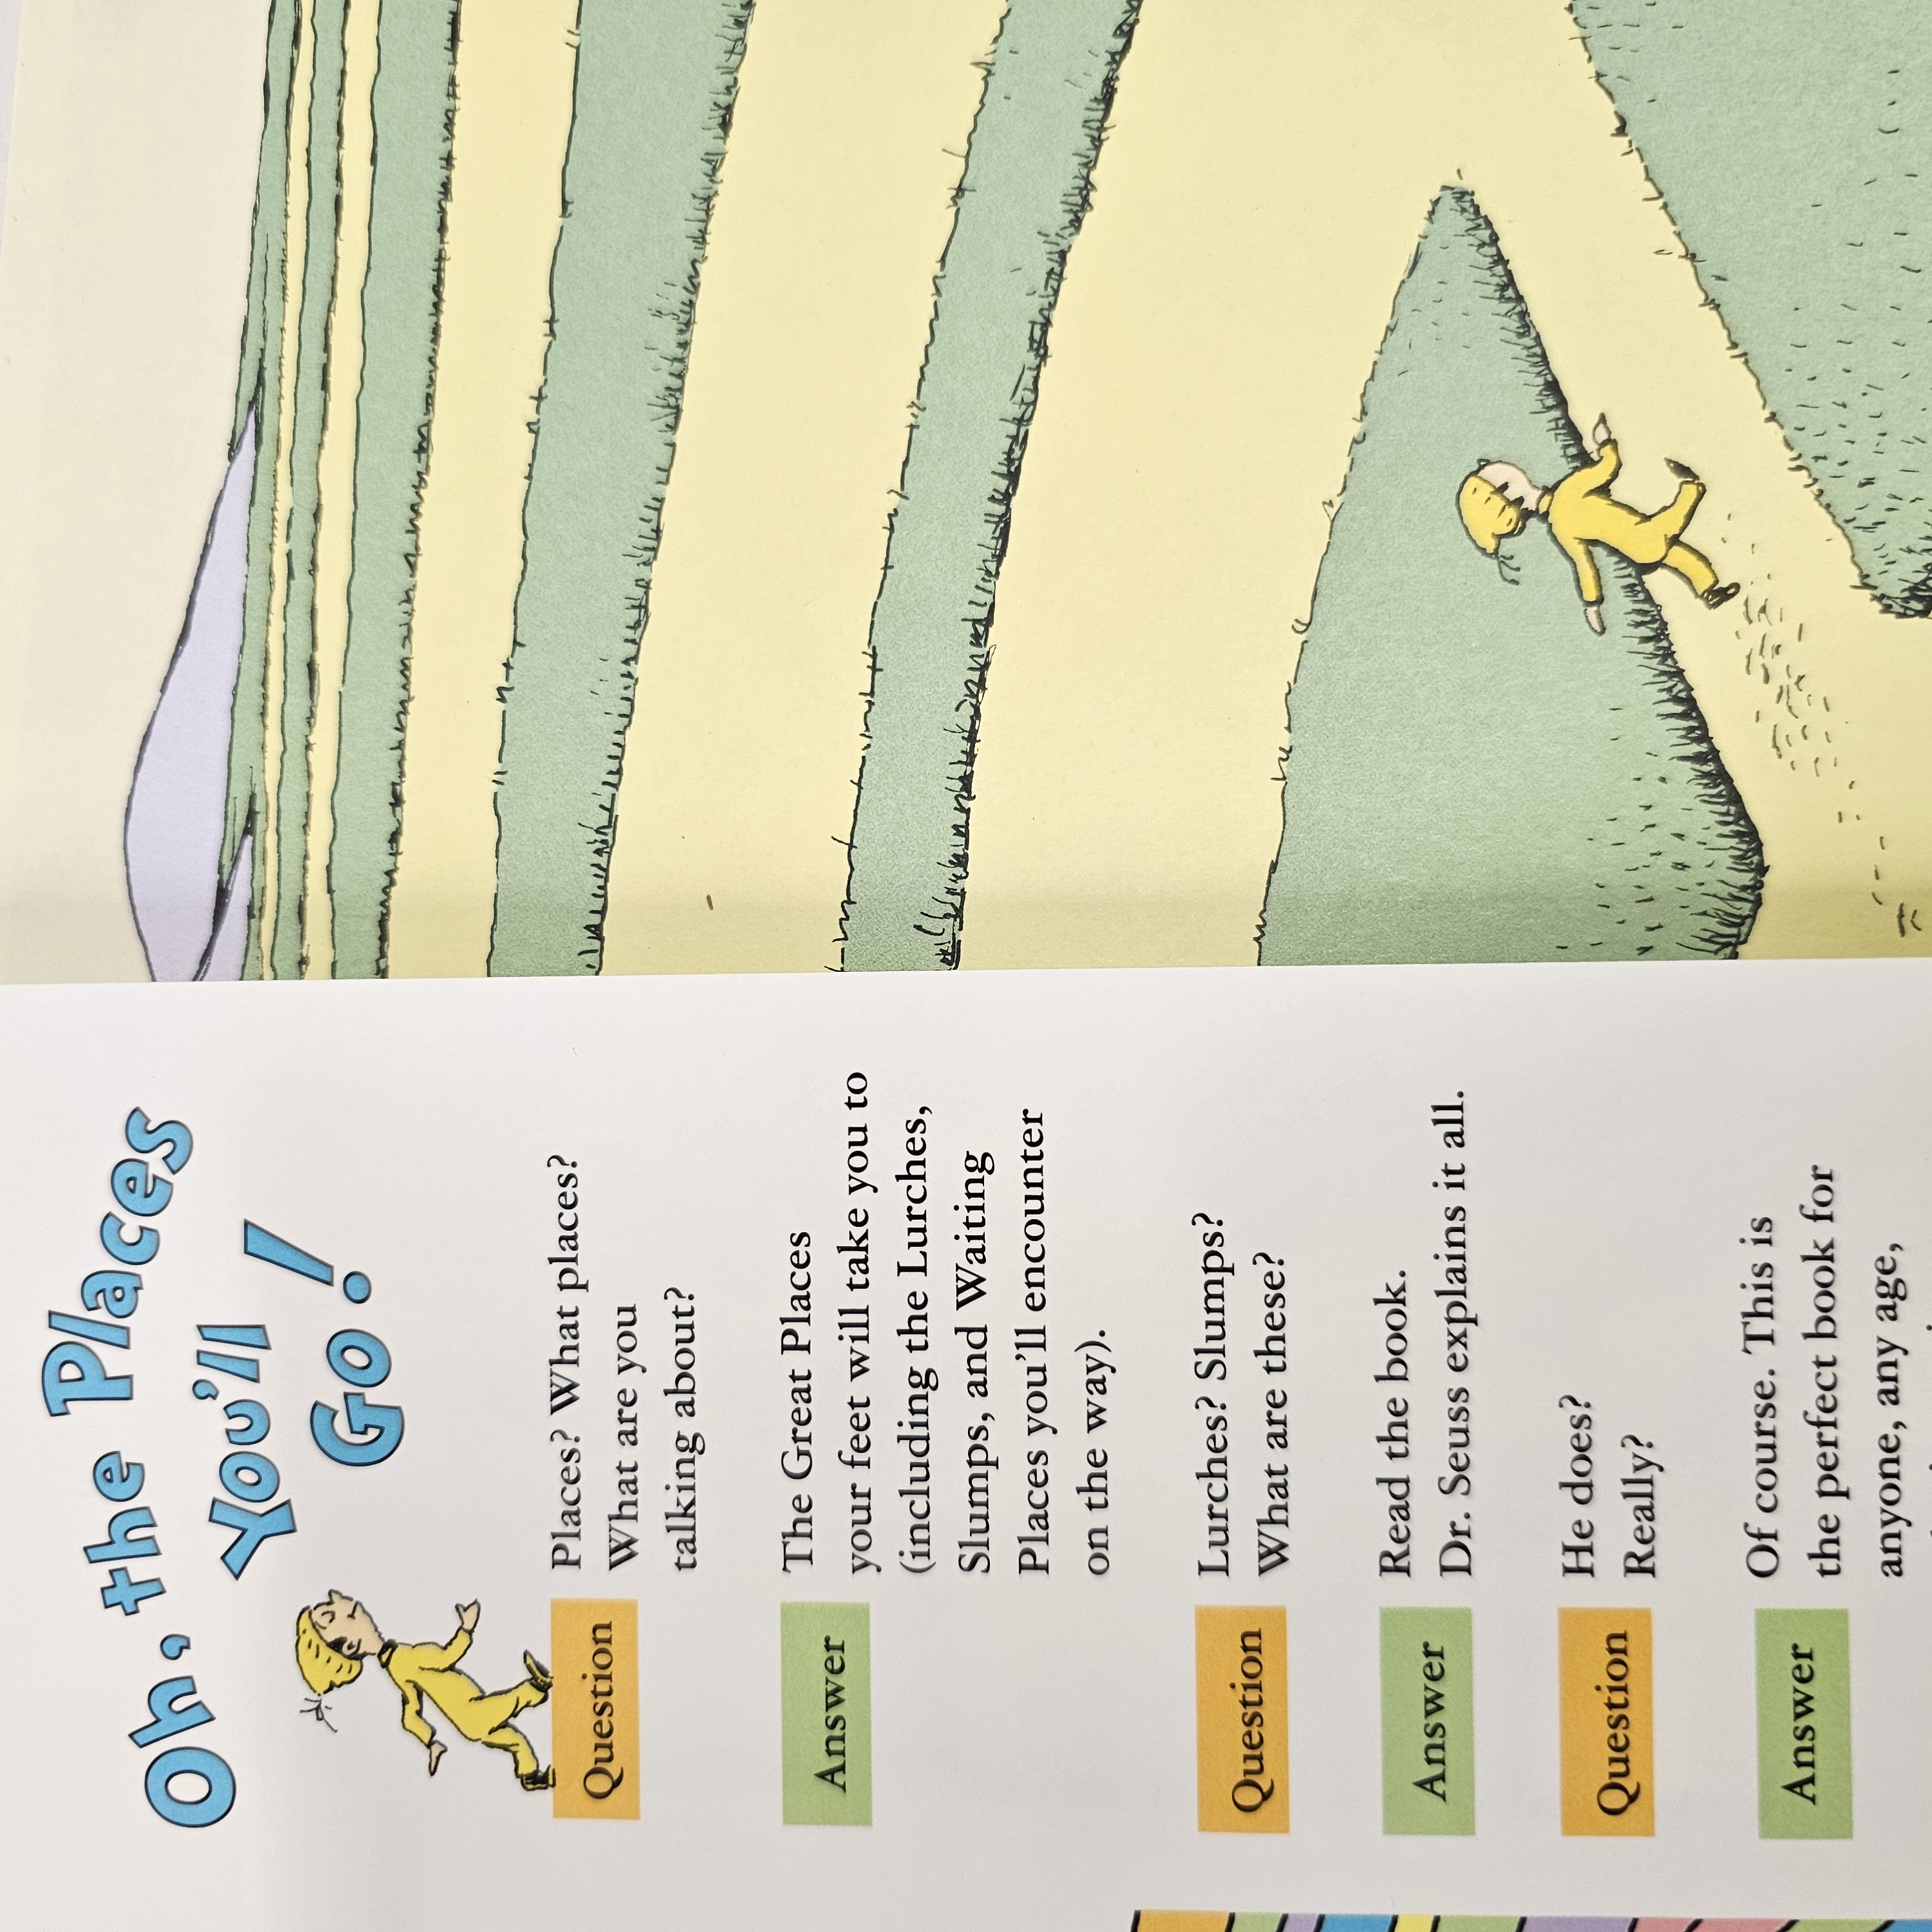 Oh, the Places
You'll
Go!
Question
Places? What places?
What are you
talking about?
Answer
The Great Places
your feet will take you to
(including the Lurches,
Slumps, and Waiting
Places you'll encounter
on the way).
Question
Lurches? Slumps?
What are these?
Answer
Read the book.
Dr. Seuss explains it all.
Question
He does?
Really?
Answer
Of course. This is
the perfect book for
anyone, any age,